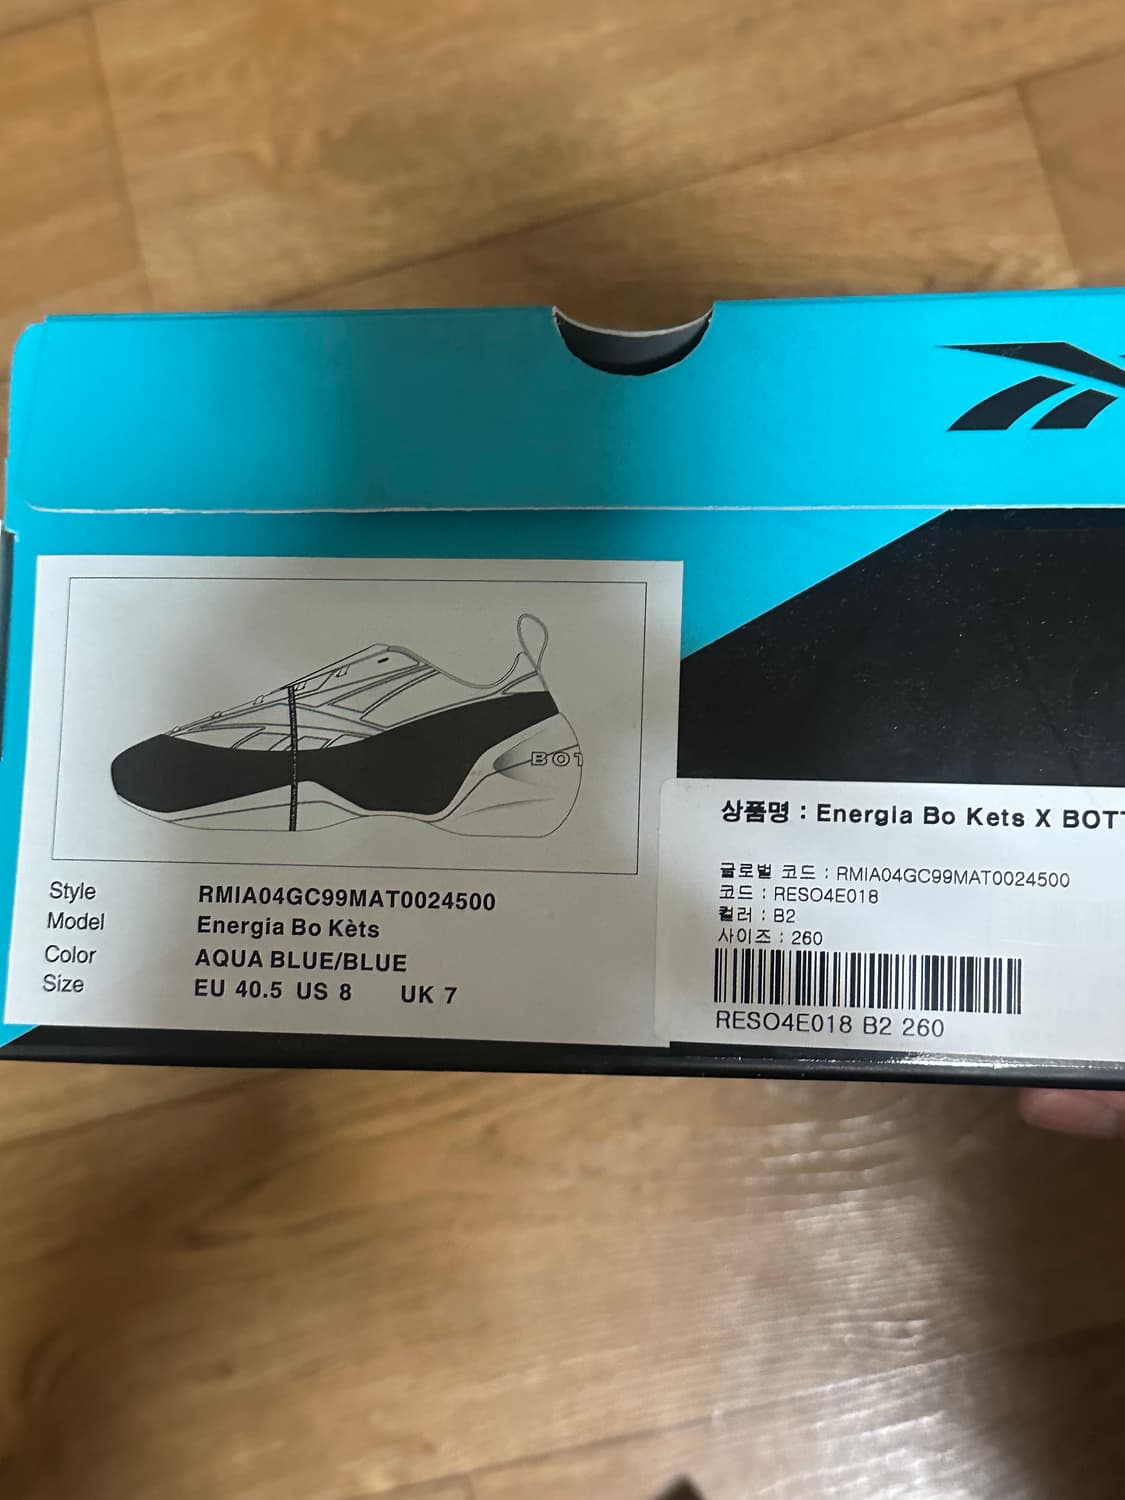 BOT
Style RMIA04GC99MAT0024500
Model Energia Bo Kèts
Color AQUA BLUE/BLUE
Size EU 40.5 US 8 UK 7
상품명 : Energia Bo Kets X BOTT
글로벌 코드 : RMIA04GC99MAT0024500
코드 : RESO4E018
컬러 : B2
사이즈 : 260
RESO4E018 B2 260